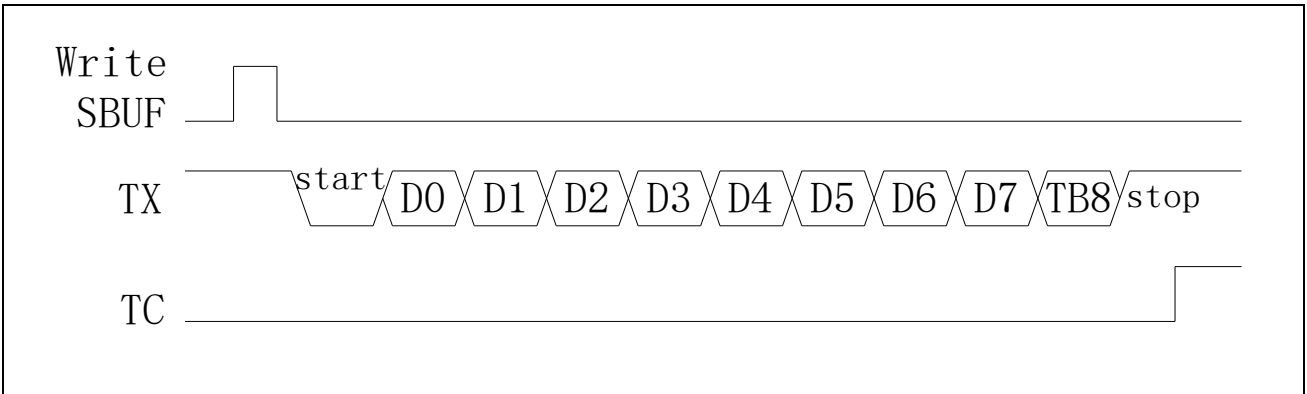 Write
SBUF
TX start D0 D1 D2 D3 D4 D5 D6 D7 TB8 stop
TC